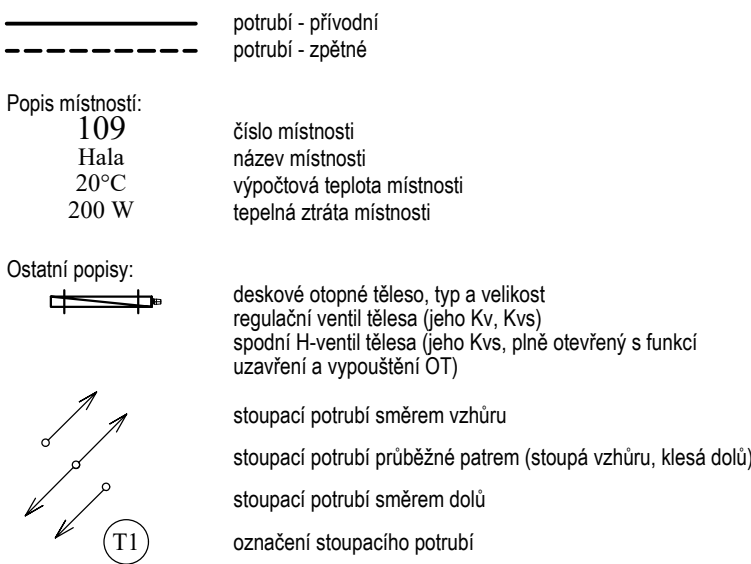 potrubí - přívodní
potrubí - zpětné
Popis místností:
109 číslo místnosti
Hala název místnosti
20°C výpočtová teplota místnosti
200 W tepelná ztráta místnosti
Ostatní popisy:
deskové otopné těleso, typ a velikost
regulační ventil tělesa (jeho Kv, Kvs)
spodní H-ventil tělesa (jeho Kvs, plně otevřený s funkcí
uzavření a vypouštění OT)
stoupací potrubí směrem vzhůru
stoupací potrubí průběžné patrem (stoupá vzhůru, klesá dolů)
stoupací potrubí směrem dolů
T1 označení stoupacího potrubí